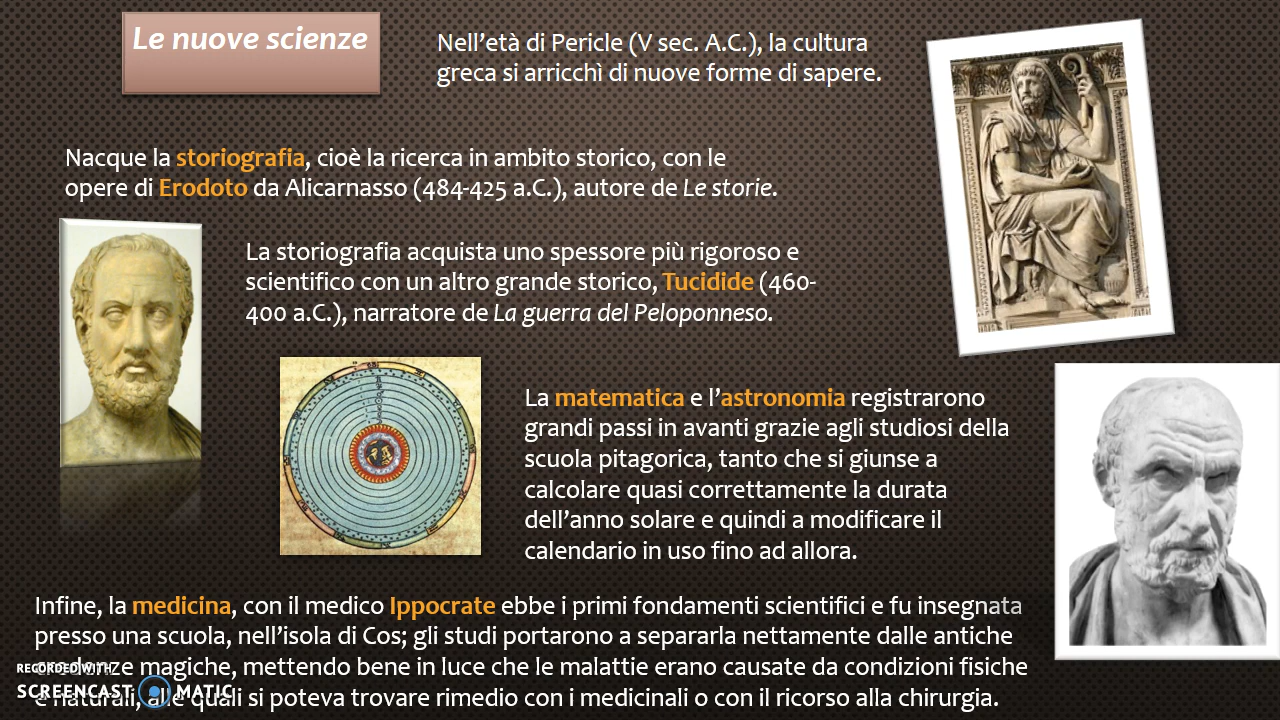 Le nuove scienze
Nell'età di Pericle (V sec. A.C.), la cultura
greca si arricchì di nuove forme di sapere.
Nacque la storiografia, cioè la ricerca in ambito storico, con le
opere di Erodoto da Alicarnasso (484-425 a.C.), autore de Le storie.
La storiografia acquista uno spessore più rigoroso e
scientifico con un altro grande storico, Tucidide (460-
400 a.C.), narratore de La guerra del Peloponneso.
La matematica e l'astronomia registrarono
grandi passi in avanti grazie agli studiosi della
scuola pitagorica, tanto che si giunse a
calcolare quasi correttamente la durata
dell'anno solare e quindi a modificare il
calendario in uso fino ad allora.
Infine, la medicina, con il medico Ippocrate ebbe i primi fondamenti scientifici e fu insegnata
presso una scuola, nell'isola di Cos; gli studi portarono a separarla nettamente dalle antiche
magiche, mettendo bene in luce che le malattie erano causate da condizioni fisiche
e naturali, alle quali si poteva trovare rimedio con i medicinali o con il ricorso alla chirurgia.
RECORDED WITH
SCREENCAST MATIC